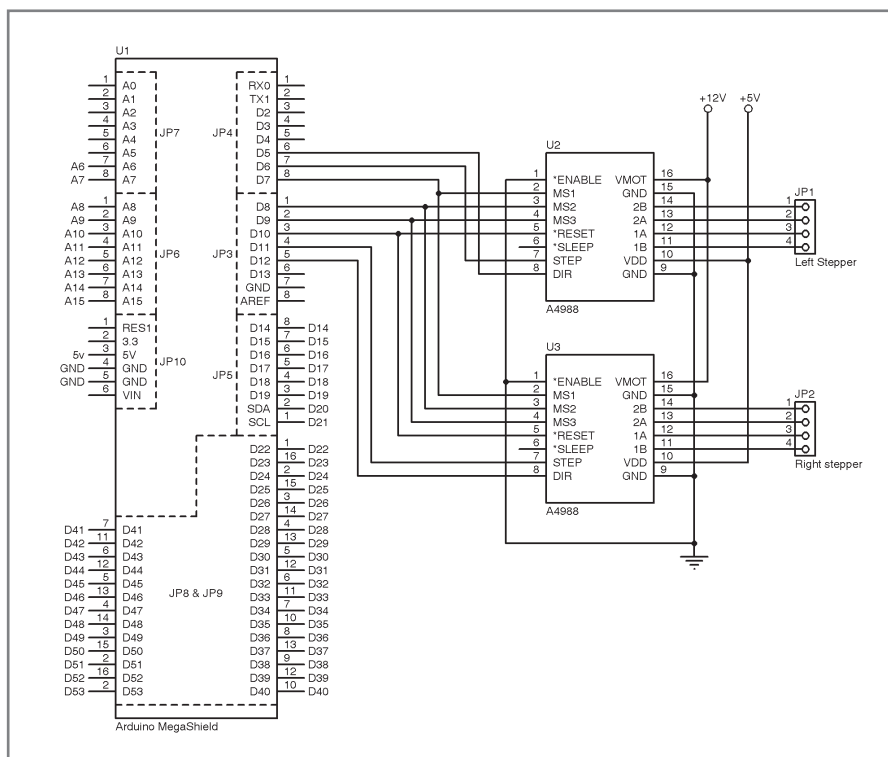 U1
1 A0 RX0 1
2 A1 TX1 2
3 A2 D2 3
4 A3 D3 4
5 A4 D4 5
6 A5 D5 6
A6 7 A6 D6 7
A7 8 A7 D7 8
JP7 JP4
A8 1 A8 D8 1
A9 2 A9 D9 2
A10 3 A10 D10 3
A11 4 A11 D11 4
A12 5 A12 D12 5
A13 6 A13 D13 6
A14 7 A14 GND 7
A15 8 A15 AREF 8
JP6 JP3
1 RES1 D14 8 D14
2 3.3 D15 7 D15
5v 3 5V D16 6 D16
GND 4 GND D17 5 D17
GND 5 GND D18 4 D18
6 VIN D19 3 D19
SDA 2 D20
SCL 1 D21
JP10 JP5
D22 1 D22
D23 16 D23
D24 2 D24
D25 15 D25
D26 3 D26
D27 14 D27
D41 7 D41 D28 4 D28
D42 11 D42 D29 13 D29
D43 6 D43 D30 5 D30
D44 12 D44 D31 12 D31
D45 5 D45 D32 6 D32
D46 13 D46 D33 11 D33
D47 4 D47 D34 7 D34
D48 14 D48 D35 10 D35
D49 3 D49 D36 8 D36
D50 15 D50 D37 13 D37
D51 2 D51 D38 9 D38
D52 16 D52 D39 12 D39
D53 2 D53 D40 10 D40
JP8 & JP9
Arduino MegaShield
+12V +5V
U2
1 *ENABLE VMOT 16
2 MS1 GND 15
3 MS2 2B 14
4 MS3 2A 13
5 *RESET 1A 12
6 *SLEEP 1B 11
7 STEP VDD 10
8 DIR GND 9
A4988
JP1
1
2
3
4
Left Stepper
U3
1 *ENABLE VMOT 16
2 MS1 GND 15
3 MS2 2B 14
4 MS3 2A 13
5 *RESET 1A 12
6 *SLEEP 1B 11
7 STEP VDD 10
8 DIR GND 9
A4988
JP2
1
2
3
4
Right stepper